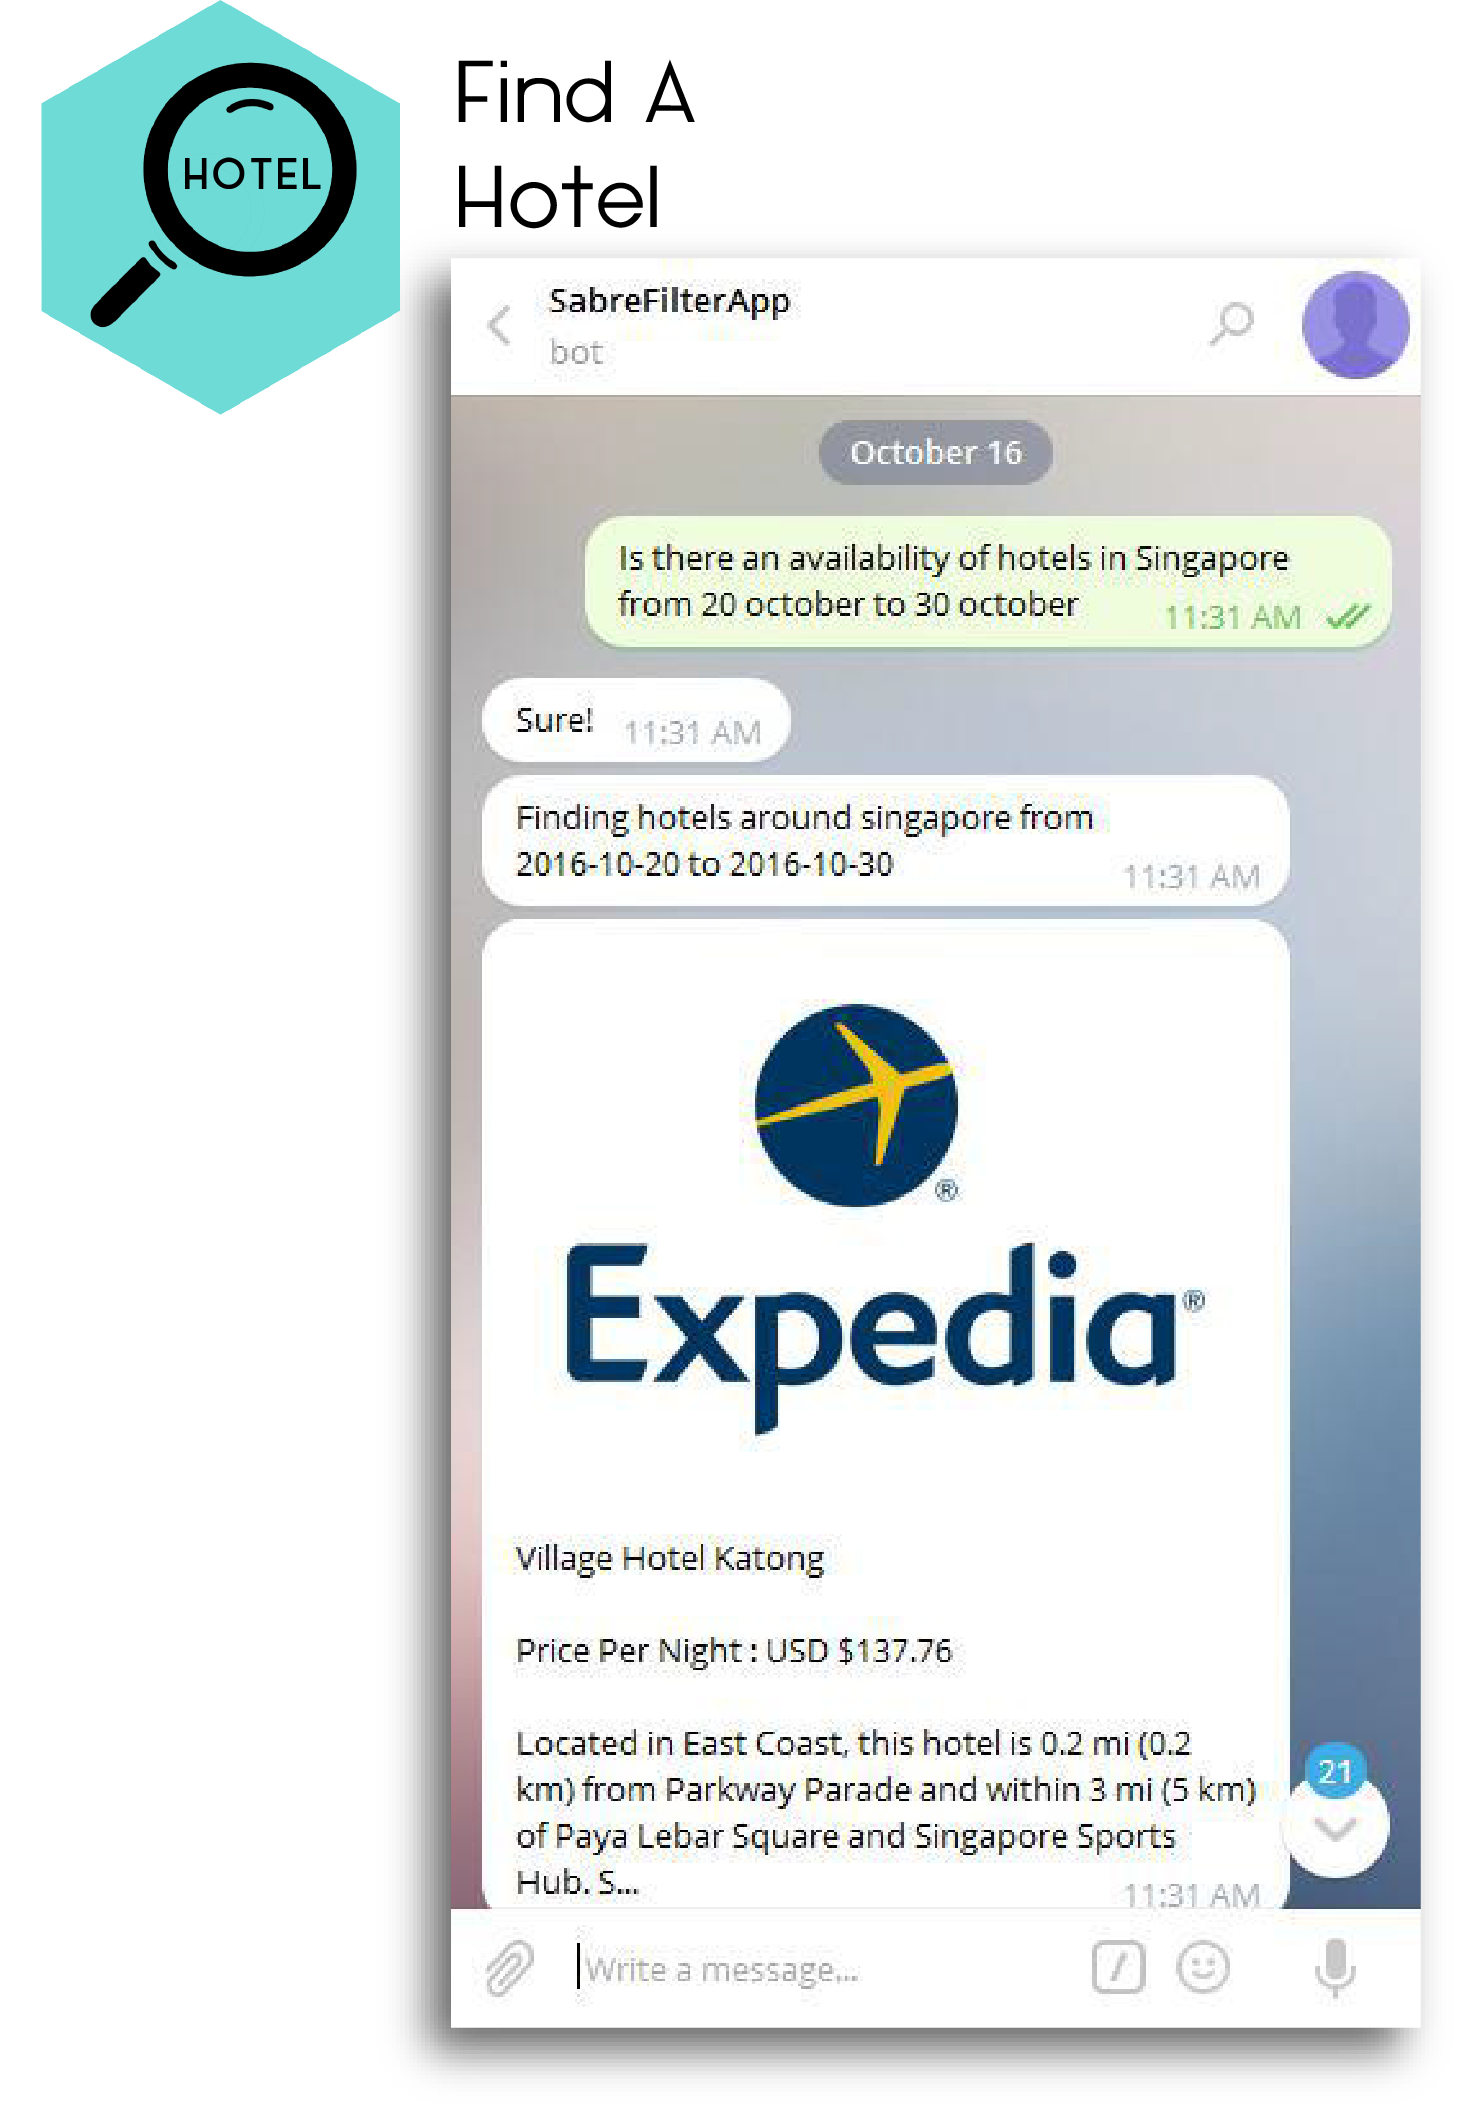 HOTEL
Find A
Hotel
SabreFilterApp
bot
October 16
Is there an availability of hotels in Singapore
from 20 october to 30 october
11:31 AM
Sure!
11:31 AM
Finding hotels around singapore from
2016-10-20 to 2016-10-30
11:31 AM
®
Expedia®
Village Hotel Katong
Price Per Night : USD $137.76
Located in East Coast, this hotel is 0.2 mi (0.2
km) from Parkway Parade and within 3 mi (5 km)
of Paya Lebar Square and Singapore Sports
Hub. S...
11:31 AM
21
Write a message...